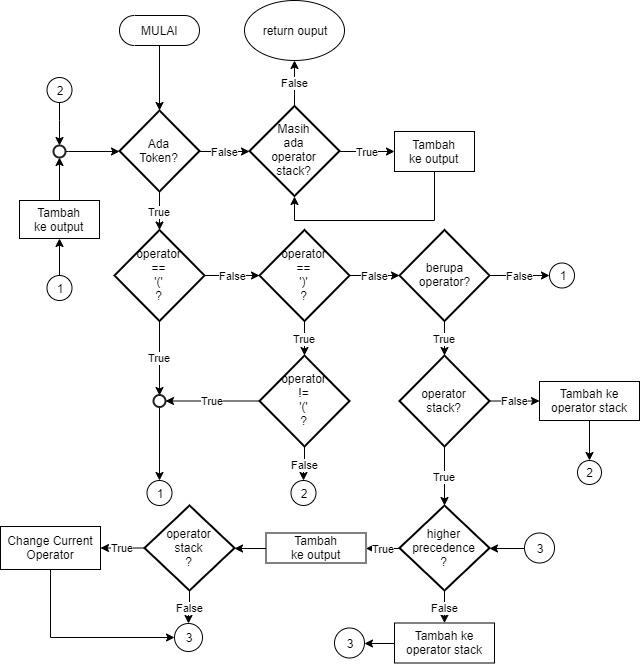 MULAI
return ouput
False
2
Ada
Token?
False
Masih
ada
operator
stack?
True
Tambah
ke output
Tambah
ke output
True
1
operator
==
'('
?
False
operator
==
')'
?
False
berupa
operator?
False
1
True
True
True
operator
!=
'('
?
True
operator
stack?
False
Tambah ke
operator stack
1
False
2
True
2
Change Current
Operator
True
operator
stack
?
Tambah
ke output
True
higher
precedence
?
3
False
3
False
3
Tambah ke
operator stack